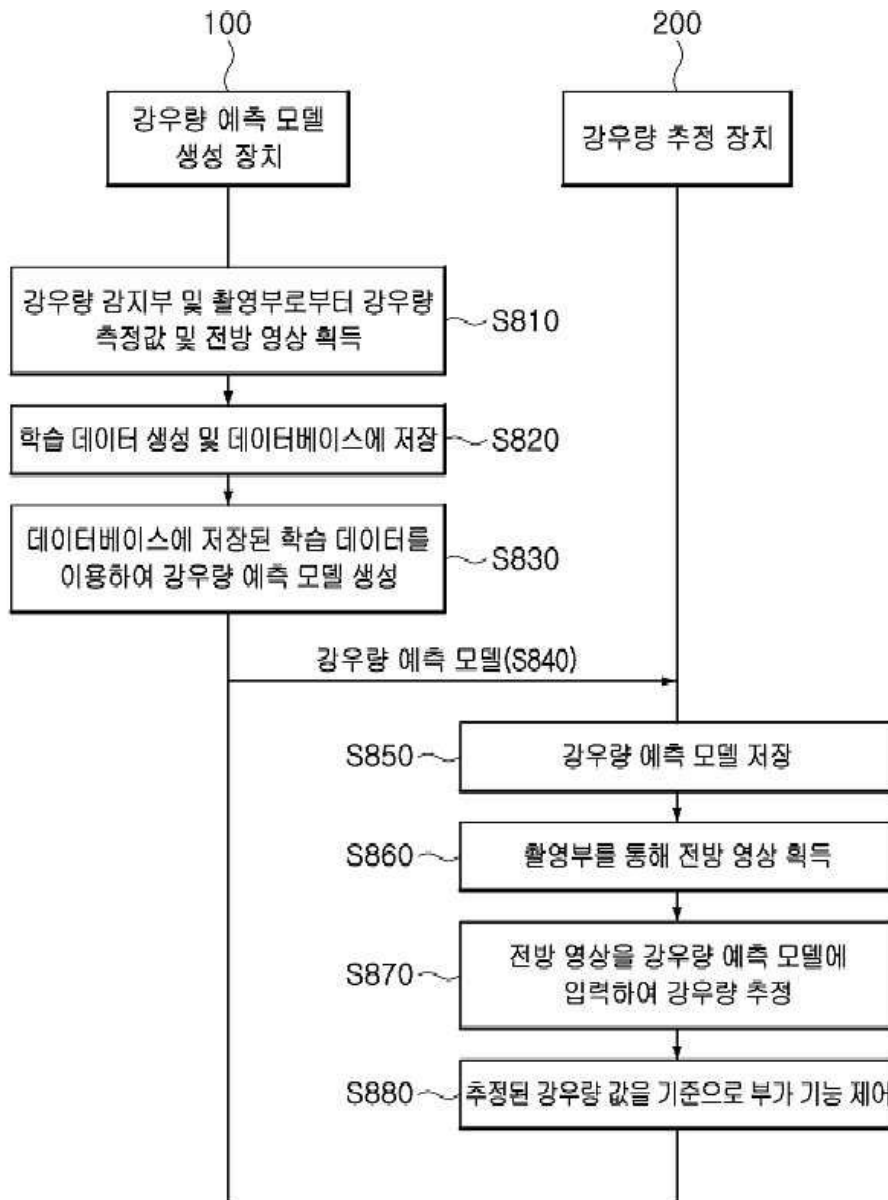 100
200
강우량 예측 모델
생성 장치
강우량 추정 장치
강우량 감지부 및 촬영부로부터 강우량
측정값 및 전방 영상 획득
S810
학습 데이터 생성 및 데이터베이스에 저장
S820
데이터베이스에 저장된 학습 데이터를
이용하여 강우량 예측 모델 생성
S830
강우량 예측 모델(S840)
S850
강우량 예측 모델 저장
S860
촬영부를 통해 전방 영상 획득
S870
전방 영상을 강우량 예측 모델에
입력하여 강우량 추정
S880
추정된 강우량 값을 기준으로 부가 기능 제어